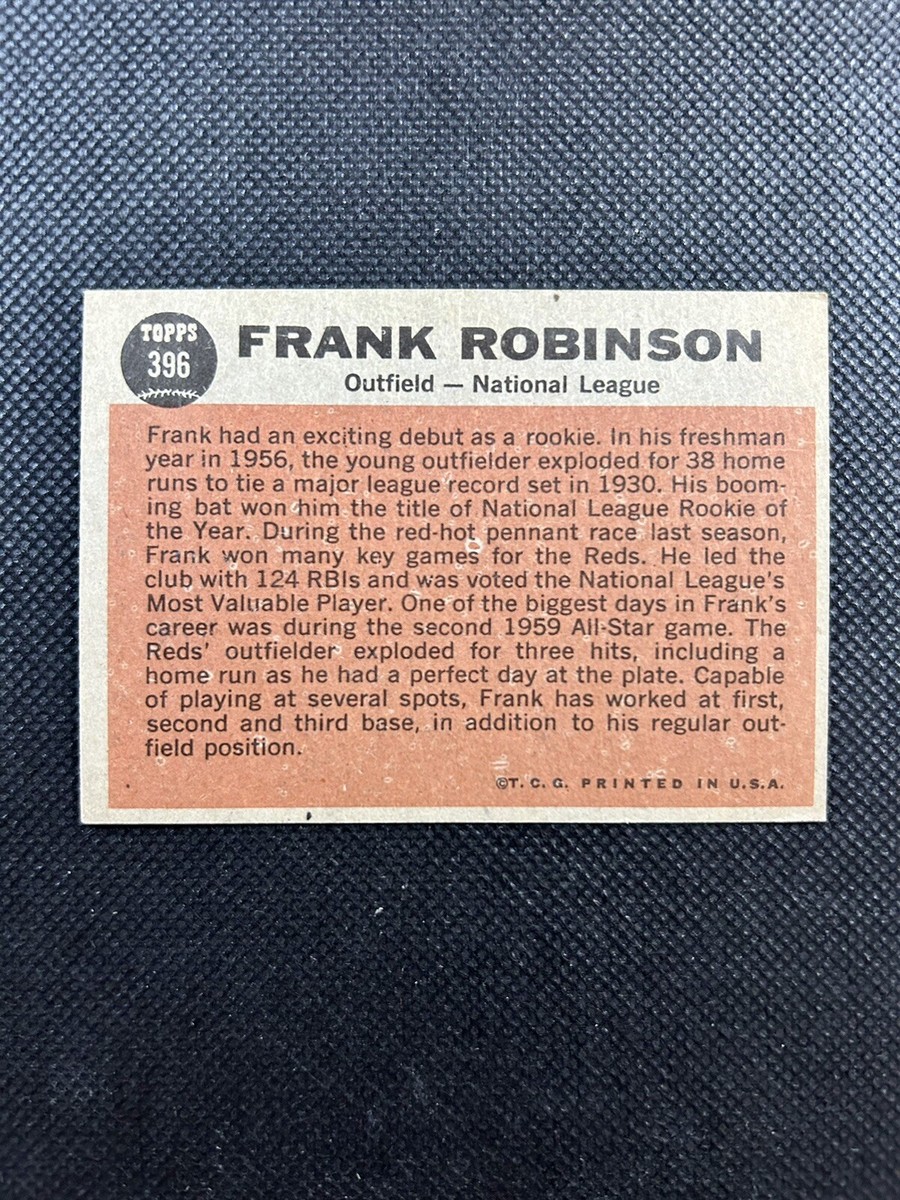 TOPPS
396
FRANK ROBINSON
Outfield — National League
Frank had an exciting debut as a rookie. In his freshman
year in 1956, the young outfielder exploded for 38 home
runs to tie a major league record set in 1930. His boom-
ing bat won him the title of National League Rookie of
the Year. During the red-hot pennant race last season,
Frank won many key games for the Reds. He led the
club with 124 RBIs and was voted the National League's
Most Valuable Player. One of the biggest days in Frank's
career was during the second 1959 All-Star game. The
Reds' outfielder exploded for three hits, including a
home run as he had a perfect day at the plate. Capable
of playing at several spots, Frank has worked at first,
second and third base, in addition to his regular out-
field position.
©T. C. G. PRINTED IN U.S.A.